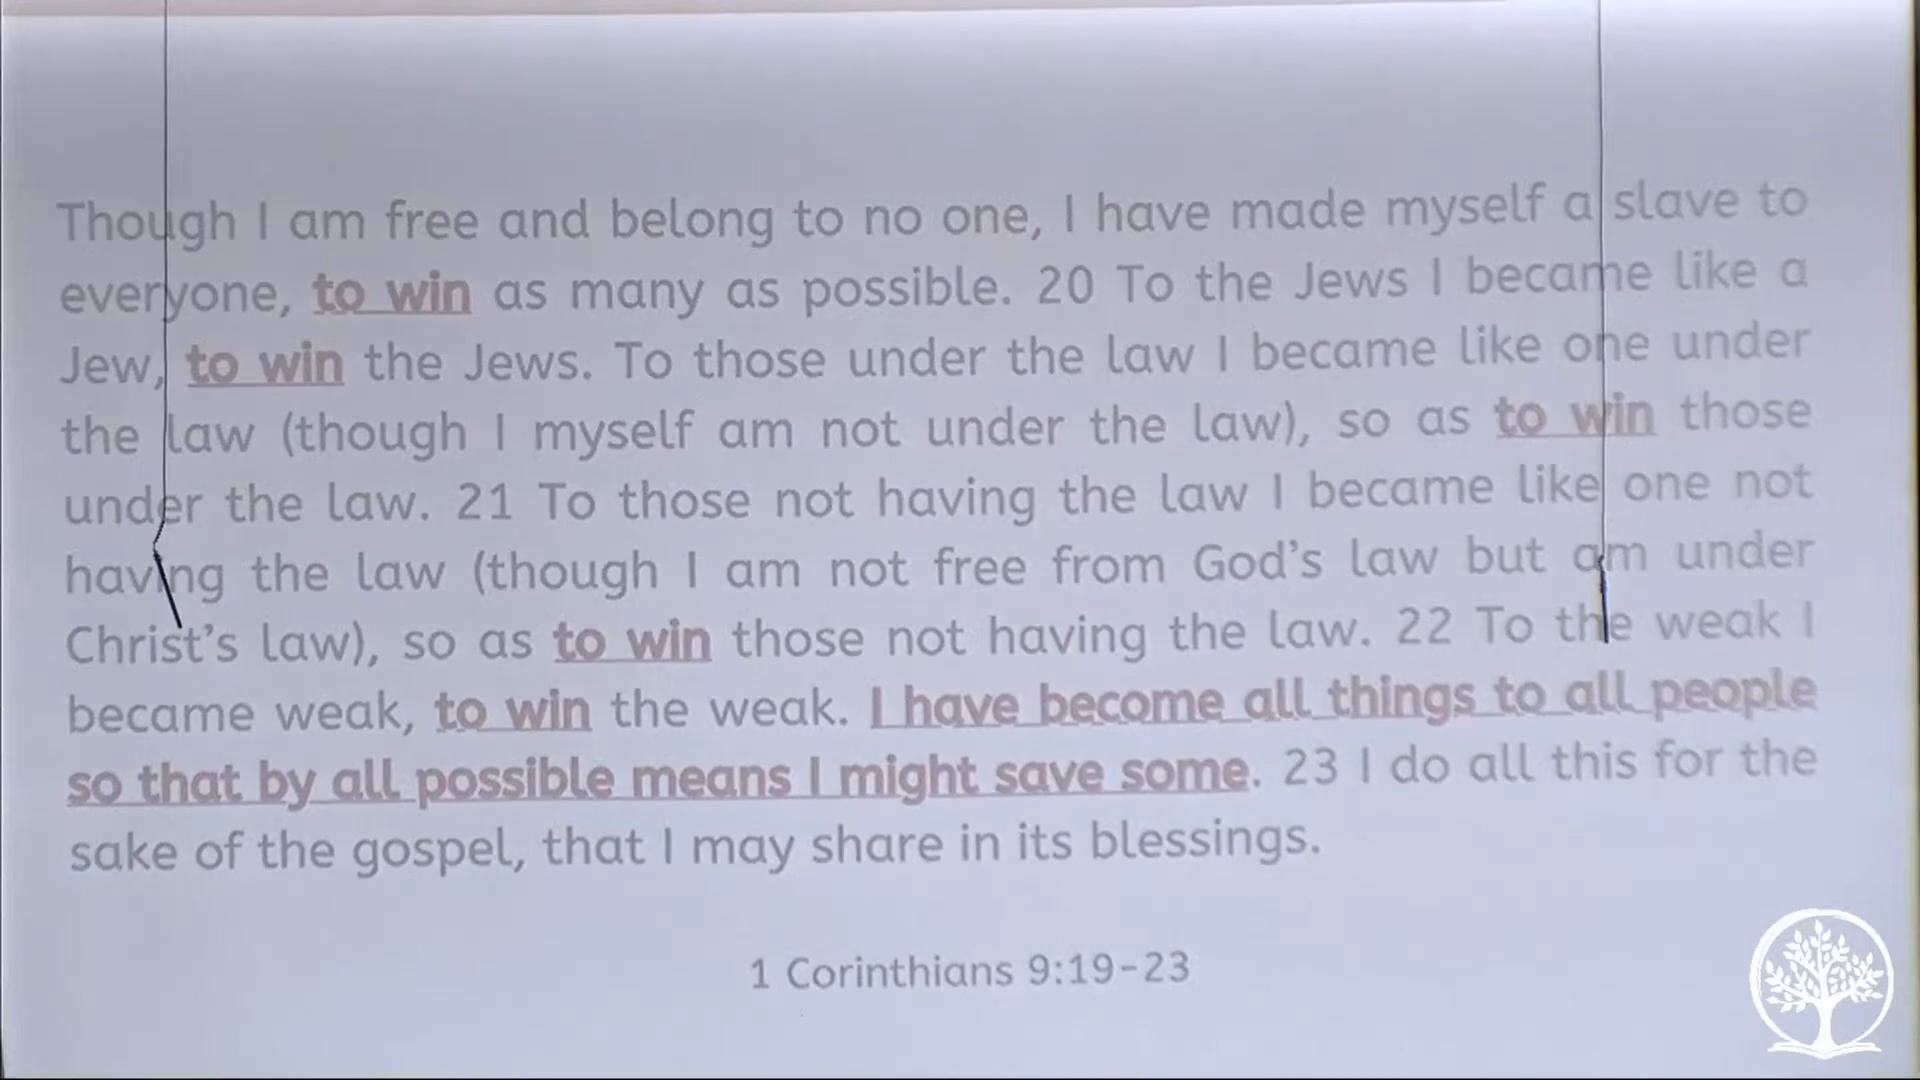 Though I am free and belong to no one, I have made myself a slave to
everyone, to win as many as possible. 20 To the Jews I became like a
Jew, to win the Jews. To those under the law I became like one under
the law (though I myself am not under the law), so as to win those
under the law. 21 To those not having the law I became like one not
having the law (though I am not free from God’s law but am under
Christ’s law), so as to win those not having the law. 22 To the weak I
became weak, to win the weak. I have become all things to all people
so that by all possible means I might save some. 23 I do all this for the
sake of the gospel, that I may share in its blessings.
1 Corinthians 9:19-23